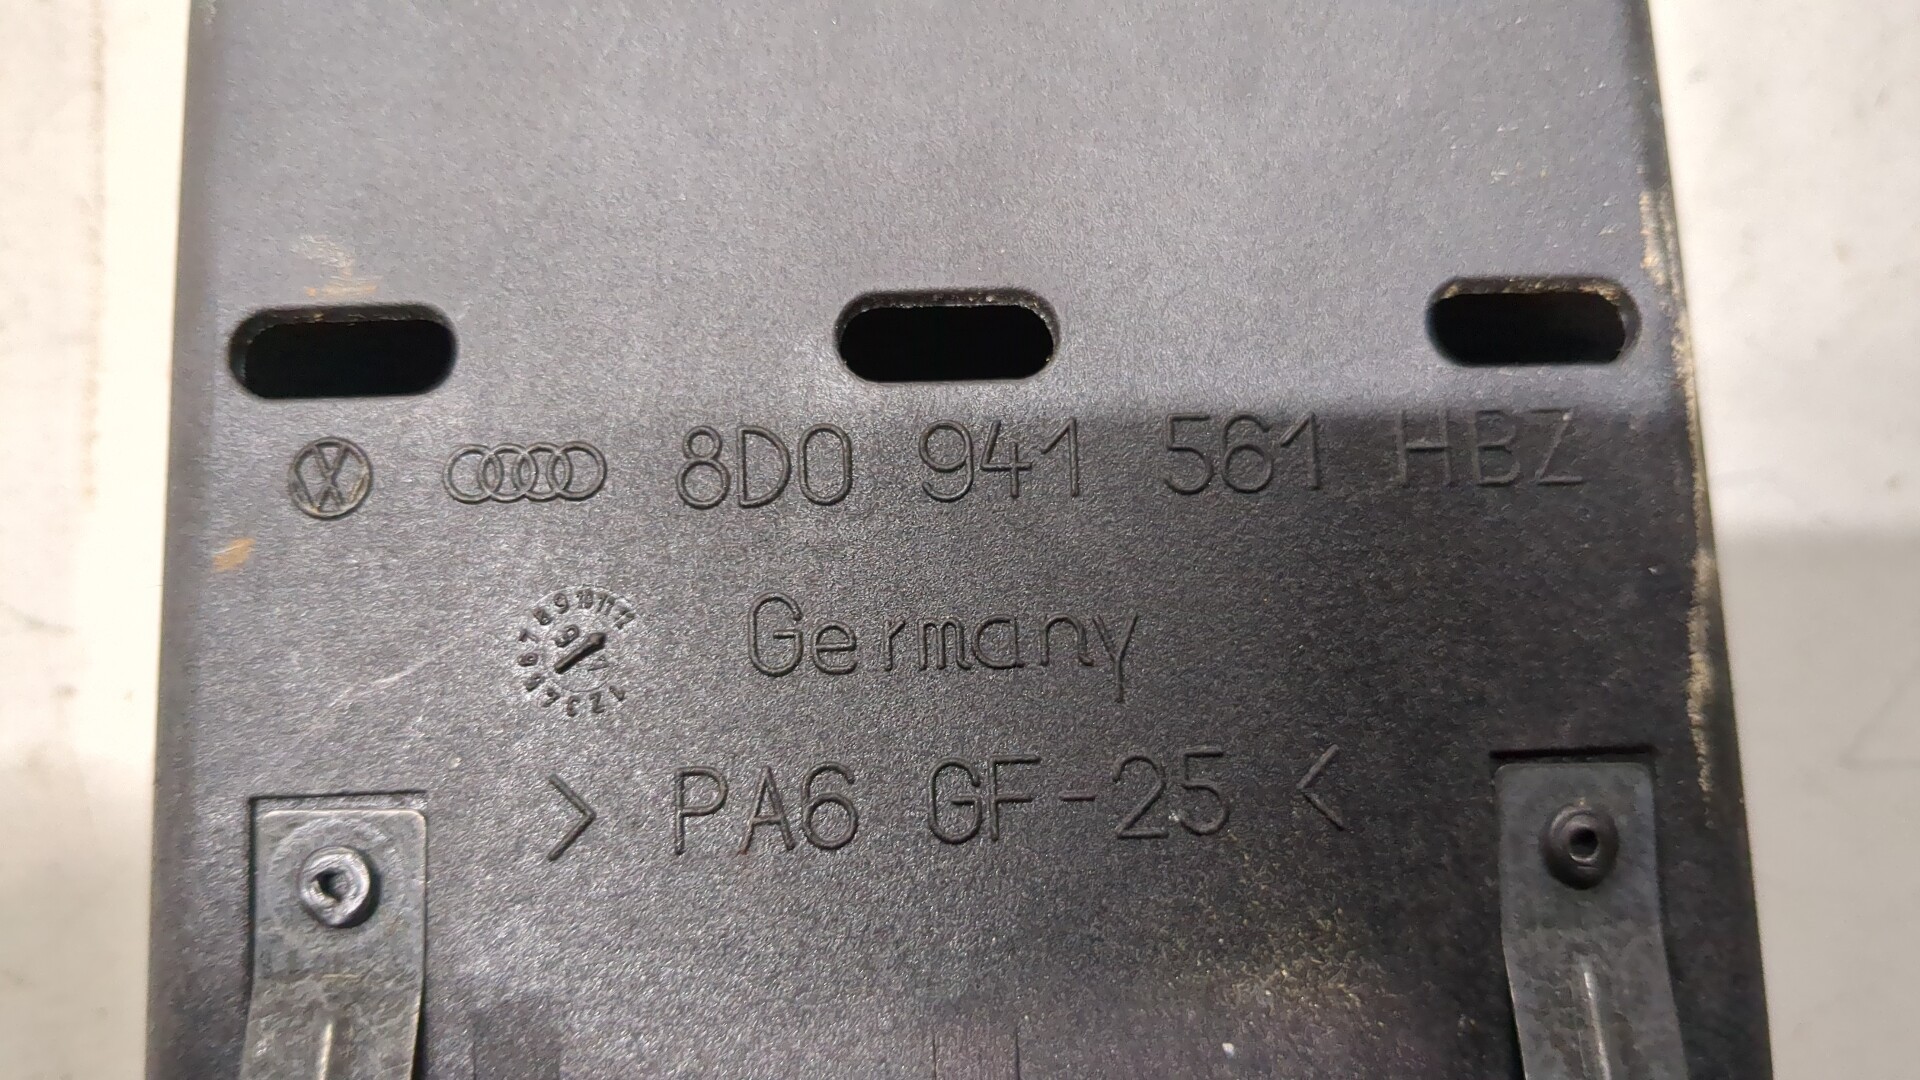 8D0 941 561 HBZ
Germany
> PA6 GF-25 <